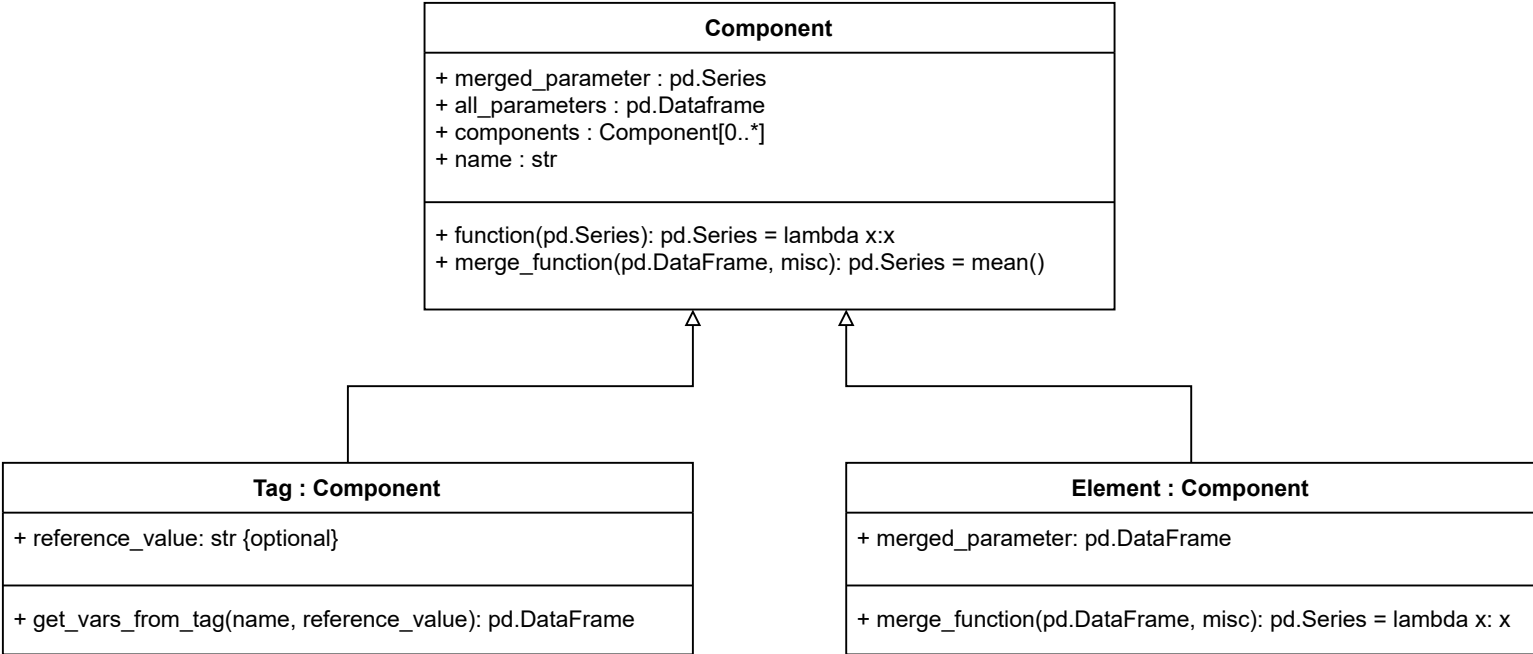 Component
+ merged_parameter : pd.Series
+ all_parameters : pd.Dataframe
+ components : Component[0..*]
+ name : str
+ function(pd.Series): pd.Series = lambda x:x
+ merge_function(pd.DataFrame, misc): pd.Series = mean()
Tag : Component
+ reference_value: str {optional}
+ get_vars_from_tag(name, reference_value): pd.DataFrame
Element : Component
+ merged_parameter: pd.DataFrame
+ merge_function(pd.DataFrame, misc): pd.Series = lambda x: x